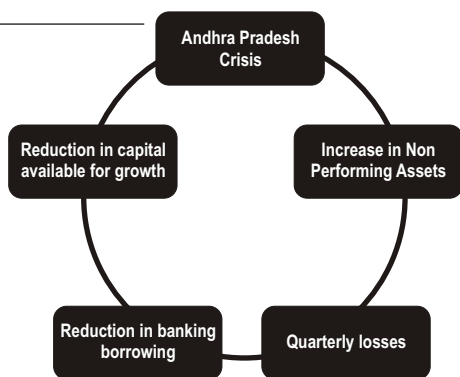 Andhra Pradesh
Crisis
Increase in Non
Performing Assets
Quarterly losses
Reduction in banking
borrowing
Reduction in capital
available for growth